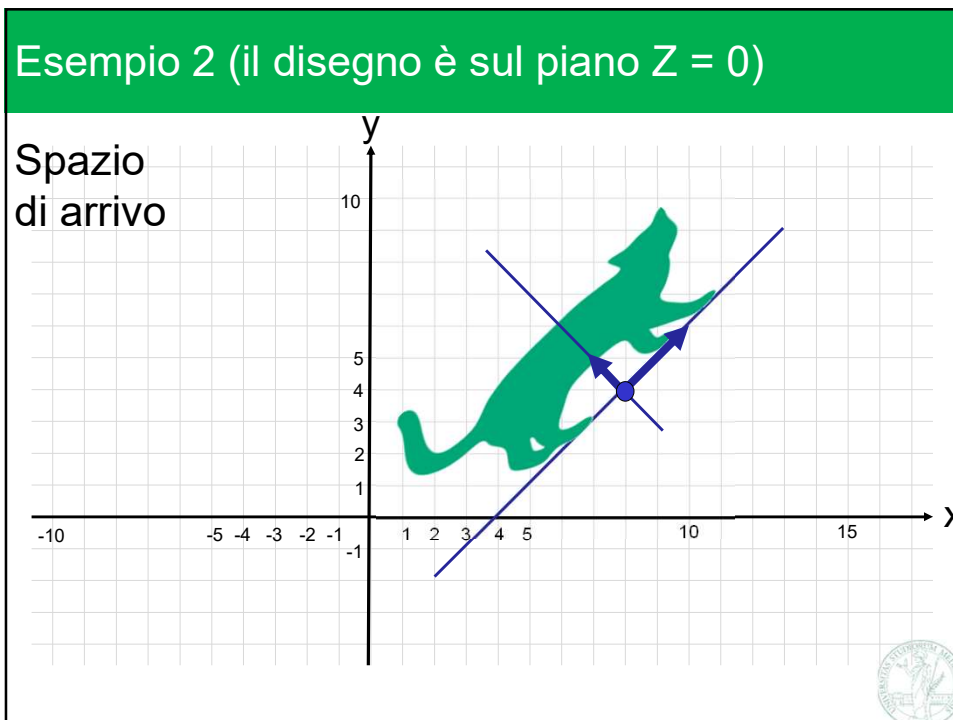 Esempio 2 (il disegno è sul piano Z = 0)
y
Spazio
di arrivo
10
5
4
3
2
1
-10 -5 -4 -3 -2 -1 1 2 3 4 5 10 15 x
-1